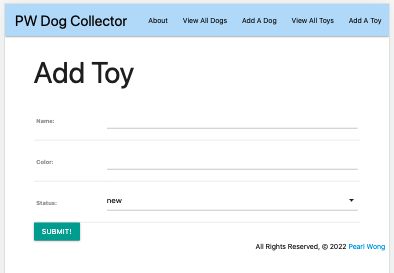 PW Dog Collector About View All Dogs Add A Dog View All Toys Add A Toy
Add Toy
Name:
Color:
Status: new
SUBMIT!
All Rights Reserved, © 2022 Pearl Wong